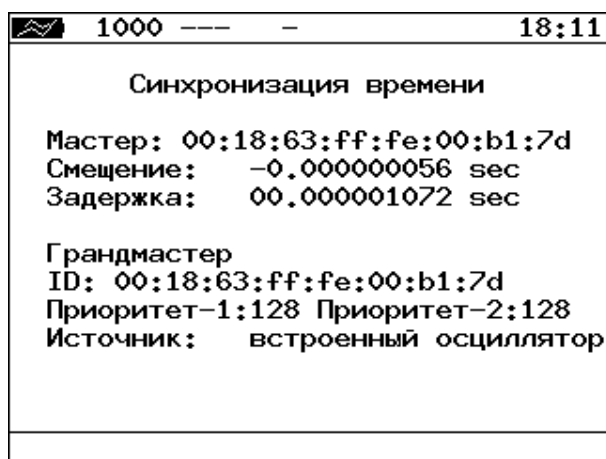 1000 --- - 18:11
Синхронизация времени
Мастер: 00:18:63:ff:fe:00:b1:7d
Смещение: -0.000000056 sec
Задержка: 00.000001072 sec
Грандмастер
ID: 00:18:63:ff:fe:00:b1:7d
Приоритет-1:128 Приоритет-2:128
Источник: встроенный осциллятор